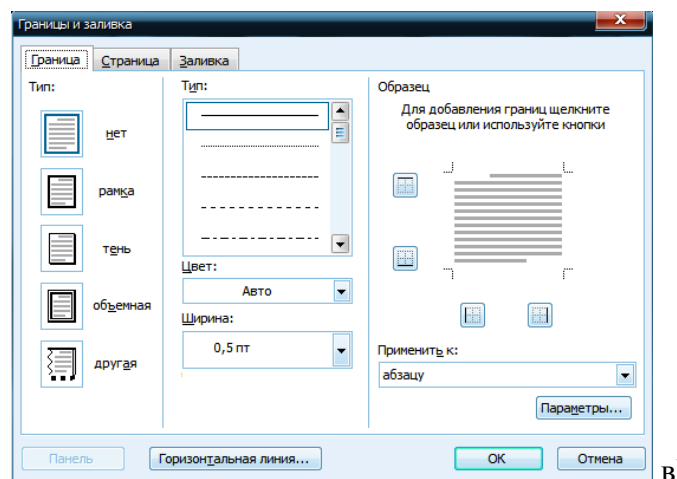 Границы и заливка
Граница Страница Заливка
Тип:
нет
рамка
тень
объемная
другая
Тип:
Цвет:
Авто
Ширина:
0,5 пт
Образец
Для добавления границ щелкните
образец или используйте кнопки
Применить к:
абзацу
Параметры...
Панель
Горизонтальная линия...
ОК
Отмена
в